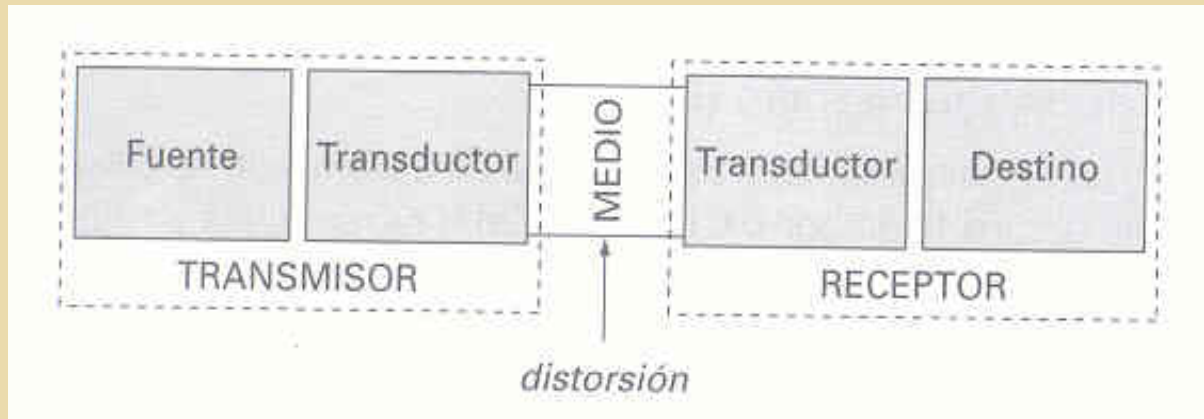 Fuente
Transductor
MEDIO
Transductor
Destino
TRANSMISOR
RECEPTOR
distorsión